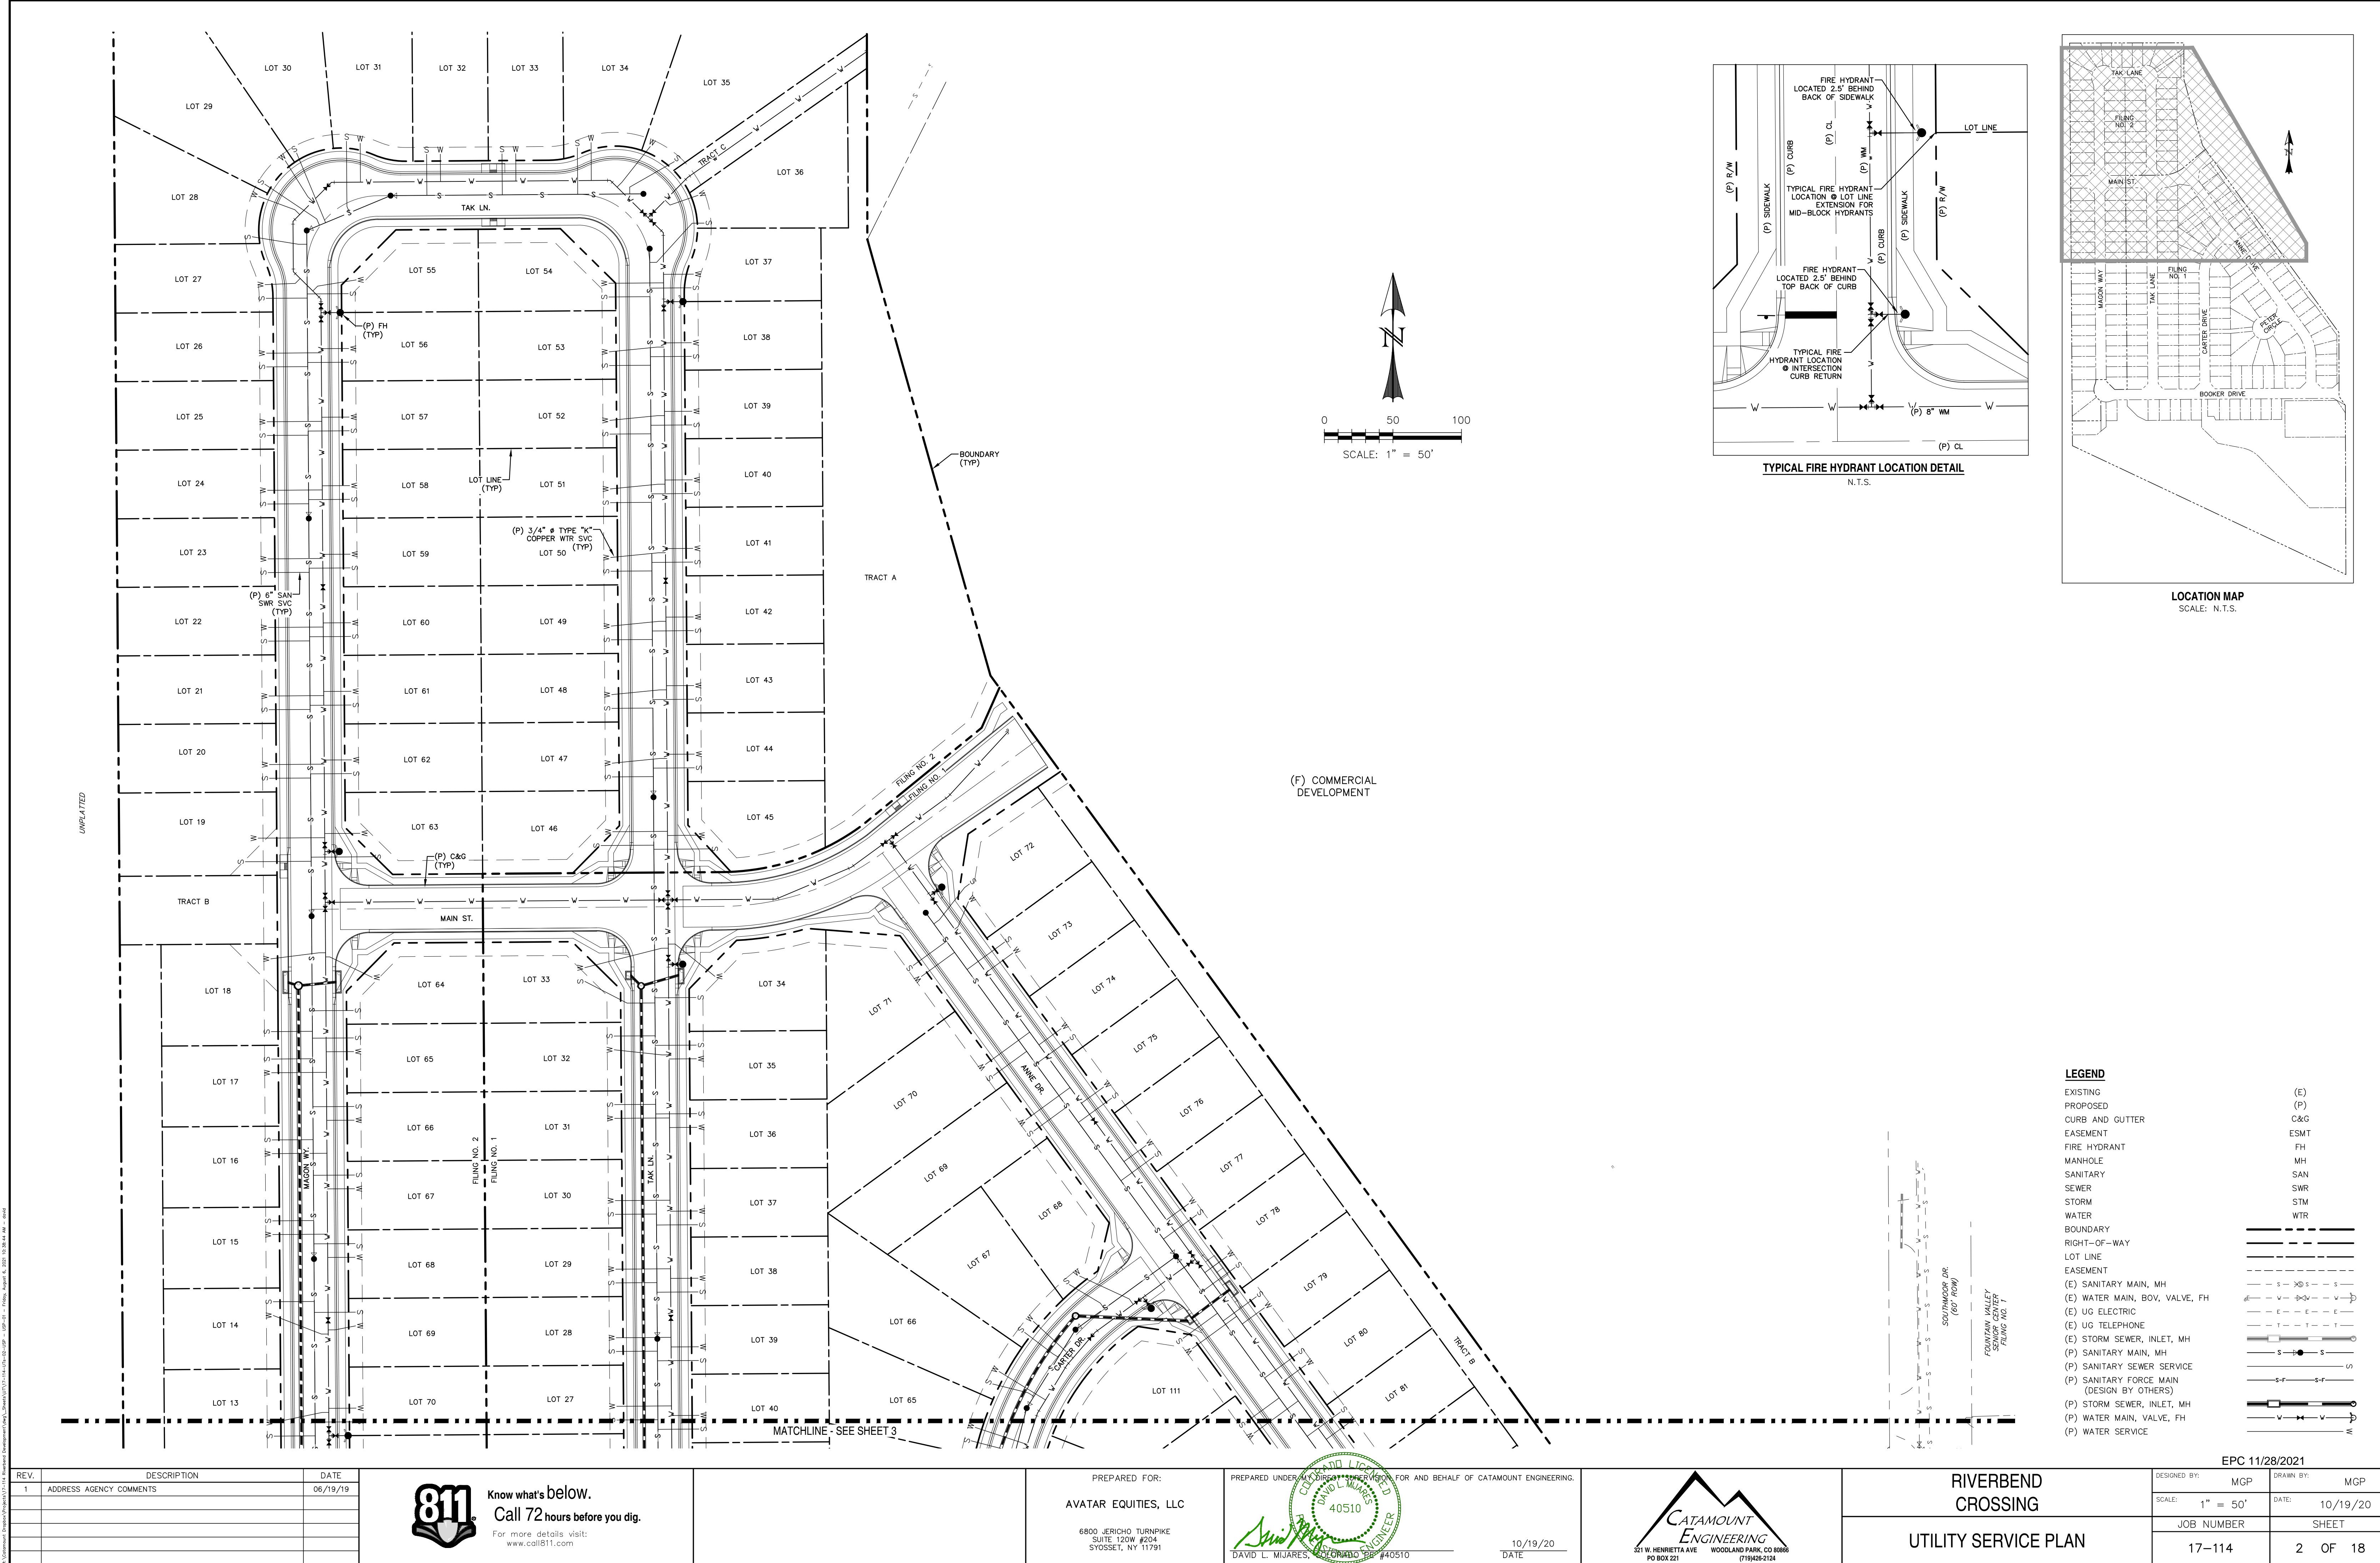 LOT 30
LOT 31
LOT 32
LOT 33
LOT 34
LOT 35
LOT 29
LOT 28
TAK LN.
TRACT C
LOT 36
LOT 27
LOT 55
LOT 54
LOT 37
(P) FH
(TYP)
LOT 26
LOT 56
LOT 53
LOT 38
LOT 25
LOT 57
LOT 52
LOT 39
BOUNDARY
(TYP)
LOT 24
LOT 58
LOT LINE
(TYP)
LOT 51
LOT 40
(P) 3/4" ø TYPE "K"
COPPER WTR SVC
(TYP)
LOT 23
LOT 59
LOT 50
LOT 41
TRACT A
(P) 6" SAN
SWR SVC
(TYP)
LOT 22
LOT 60
LOT 49
LOT 42
LOT 21
LOT 61
LOT 48
LOT 43
LOT 20
LOT 62
LOT 47
LOT 44
FILING NO. 2
FILING NO. 1
UNPLATTED
LOT 19
LOT 63
LOT 46
LOT 45
(P) C&G
(TYP)
(F) COMMERCIAL
DEVELOPMENT
TRACT B
MAIN ST.
LOT 72
LOT 73
LOT 74
LOT 75
LOT 76
LOT 77
LOT 78
LOT 79
LOT 80
LOT 81
TRACT B
LOT 18
LOT 64
LOT 33
LOT 34
LOT 71
LOT 17
LOT 65
LOT 32
LOT 35
LOT 70
ANNE DR.
LOT 16
LOT 66
LOT 31
LOT 36
LOT 69
MAGON WY.
FILING NO. 2
FILING NO. 1
TAK LN.
LOT 67
LOT 30
LOT 37
LOT 68
LOT 15
LOT 68
LOT 29
LOT 38
LOT 67
LOT 14
LOT 69
LOT 28
LOT 39
LOT 66
CARTER DR.
LOT 13
LOT 70
LOT 27
LOT 40
LOT 65
LOT 111
MATCHLINE - SEE SHEET 3
N
0 50 100
SCALE: 1" = 50'
FIRE HYDRANT
LOCATED 2.5' BEHIND
BACK OF SIDEWALK
LOT LINE
(P) R/W
(P) SIDEWALK
(P) CURB
(P) CL
(P) WM
(P) CURB
(P) SIDEWALK
(P) R/W
TYPICAL FIRE HYDRANT
LOCATION @ LOT LINE
EXTENSION FOR
MID-BLOCK HYDRANTS
FIRE HYDRANT
LOCATED 2.5' BEHIND
TOP BACK OF CURB
TYPICAL FIRE
HYDRANT LOCATION
@ INTERSECTION
CURB RETURN
(P) 8" WM
(P) CL
TYPICAL FIRE HYDRANT LOCATION DETAIL
N.T.S.
TAK LANE
FILING
NO. 2
MAIN ST.
ANNE DRIVE
MAGON WAY
TAK LANE
FILING
NO. 1
CARTER DRIVE
PETER
CIRCLE
BOOKER DRIVE
LOCATION MAP
SCALE: N.T.S.
SOUTHMOOR DR.
(60' ROW)
FOUNTAIN VALLEY
SENIOR CENTER
FILING NO. 1
LEGEND
EXISTING (E)
PROPOSED (P)
CURB AND GUTTER C&G
EASEMENT ESMT
FIRE HYDRANT FH
MANHOLE MH
SANITARY SAN
SEWER SWR
STORM STM
WATER WTR
BOUNDARY
RIGHT-OF-WAY
LOT LINE
EASEMENT
(E) SANITARY MAIN, MH
(E) WATER MAIN, BOV, VALVE, FH
(E) UG ELECTRIC
(E) UG TELEPHONE
(E) STORM SEWER, INLET, MH
(P) SANITARY MAIN, MH
(P) SANITARY SEWER SERVICE
(P) SANITARY FORCE MAIN
(DESIGN BY OTHERS)
(P) STORM SEWER, INLET, MH
(P) WATER MAIN, VALVE, FH
(P) WATER SERVICE
EPC 11/28/2021
REV. DESCRIPTION DATE
1 ADDRESS AGENCY COMMENTS 06/19/19
811
Know what's below.
Call 72 hours before you dig.
For more details visit:
www.call811.com
PREPARED FOR:
AVATAR EQUITIES, LLC
6800 JERICHO TURNPIKE
SUITE 120W #204
SYOSSET, NY 11791
PREPARED UNDER MY DIRECT SUPERVISION FOR AND BEHALF OF CATAMOUNT ENGINEERING.
COLORADO LICENSED
DAVID L. MIJARES
40510
PROFESSIONAL ENGINEER
DAVID L. MIJARES, COLORADO PE #40510
10/19/20
DATE
CATAMOUNT
ENGINEERING
321 W. HENRIETTA AVE WOODLAND PARK, CO 80866
PO BOX 221 (719)426-2124
RIVERBEND
CROSSING
UTILITY SERVICE PLAN
DESIGNED BY: MGP
DRAWN BY: MGP
SCALE: 1" = 50'
DATE: 10/19/20
JOB NUMBER
17-114
SHEET
2 OF 18